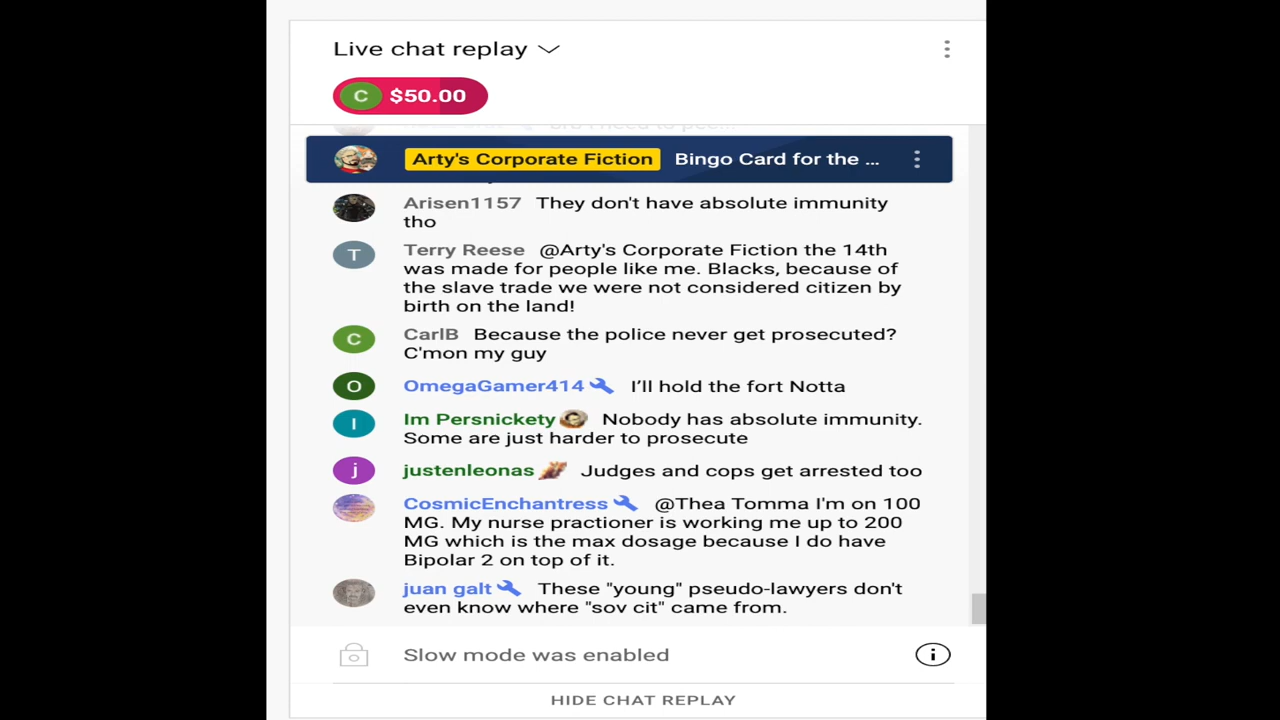 Live chat replay
C $50.00
Arty's Corporate Fiction Bingo Card for the ...
Arisen1157 They don't have absolute immunity
tho
T Terry Reese @Arty's Corporate Fiction the 14th
was made for people like me. Blacks, because of
the slave trade we were not considered citizen by
birth on the land!
C CarlB Because the police never get prosecuted?
C'mon my guy
O OmegaGamer414 I’ll hold the fort Notta
I Im Persnickety Nobody has absolute immunity.
Some are just harder to prosecute
j justenleonas Judges and cops get arrested too
CosmicEnchantress @Thea Tomma I'm on 100
MG. My nurse practioner is working me up to 200
MG which is the max dosage because I do have
Bipolar 2 on top of it.
juan galt These "young" pseudo-lawyers don't
even know where "sov cit" came from.
Slow mode was enabled
HIDE CHAT REPLAY